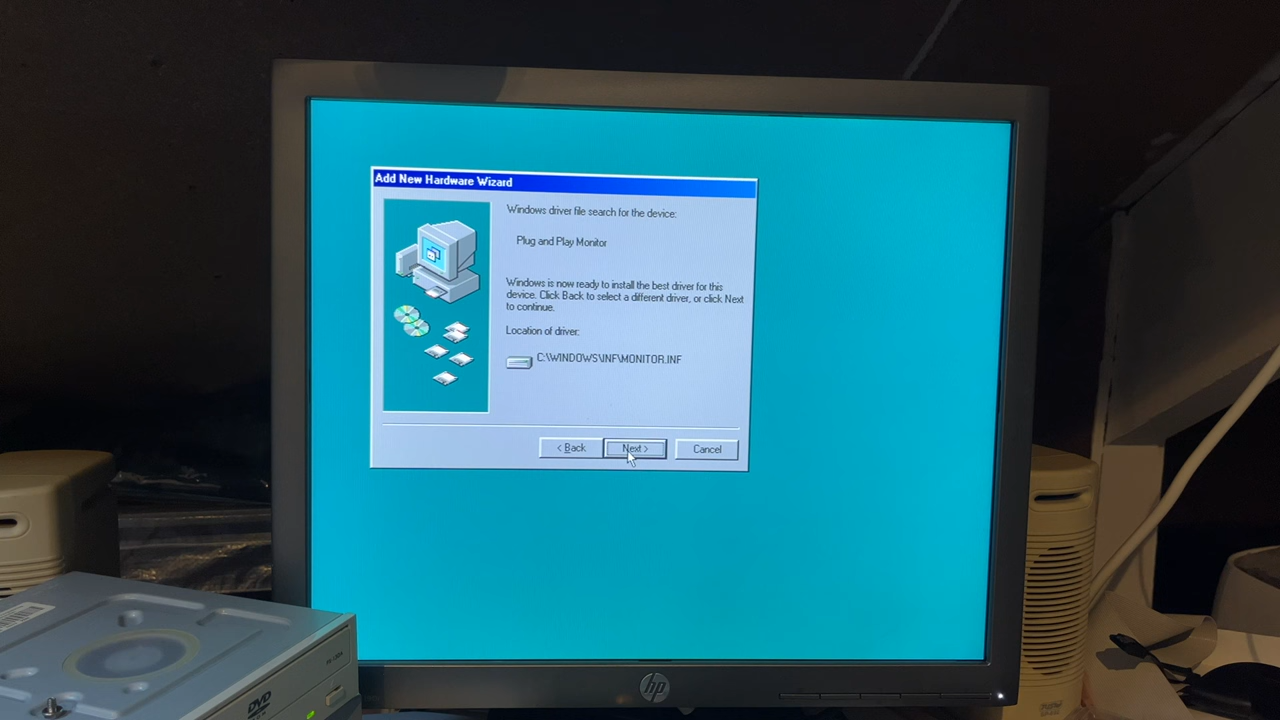 Add New Hardware Wizard
Windows driver file search for the device:
Plug and Play Monitor
Windows is now ready to install the best driver for this
device. Click Back to select a different driver, or click Next
to continue.
Location of driver:
C:\WINDOWS\INF\MONITOR.INF
< Back
Next >
Cancel
hp
DVD